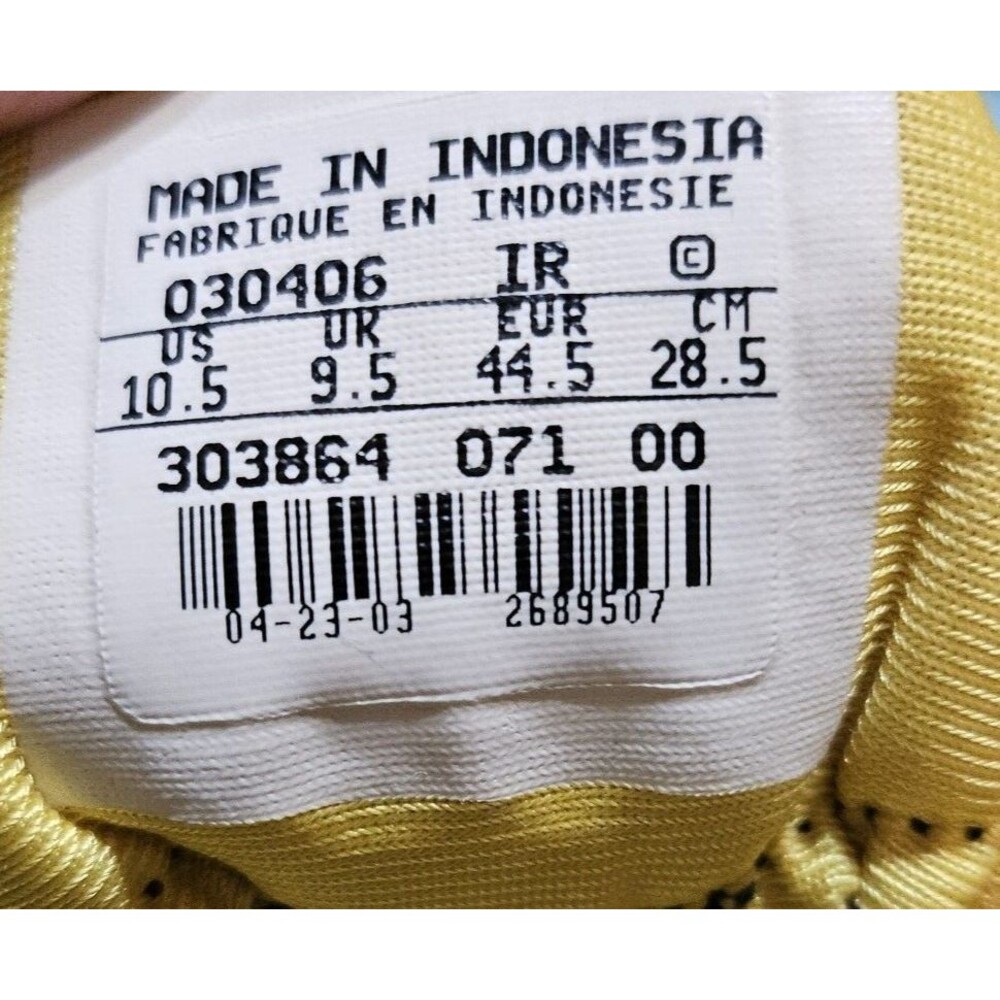 MADE IN INDONESIA
FABRIQUE EN INDONESIE
030406 IR ©
US UK EUR CM
10.5 9.5 44.5 28.5
303864 071 00
04-23-03 2689507